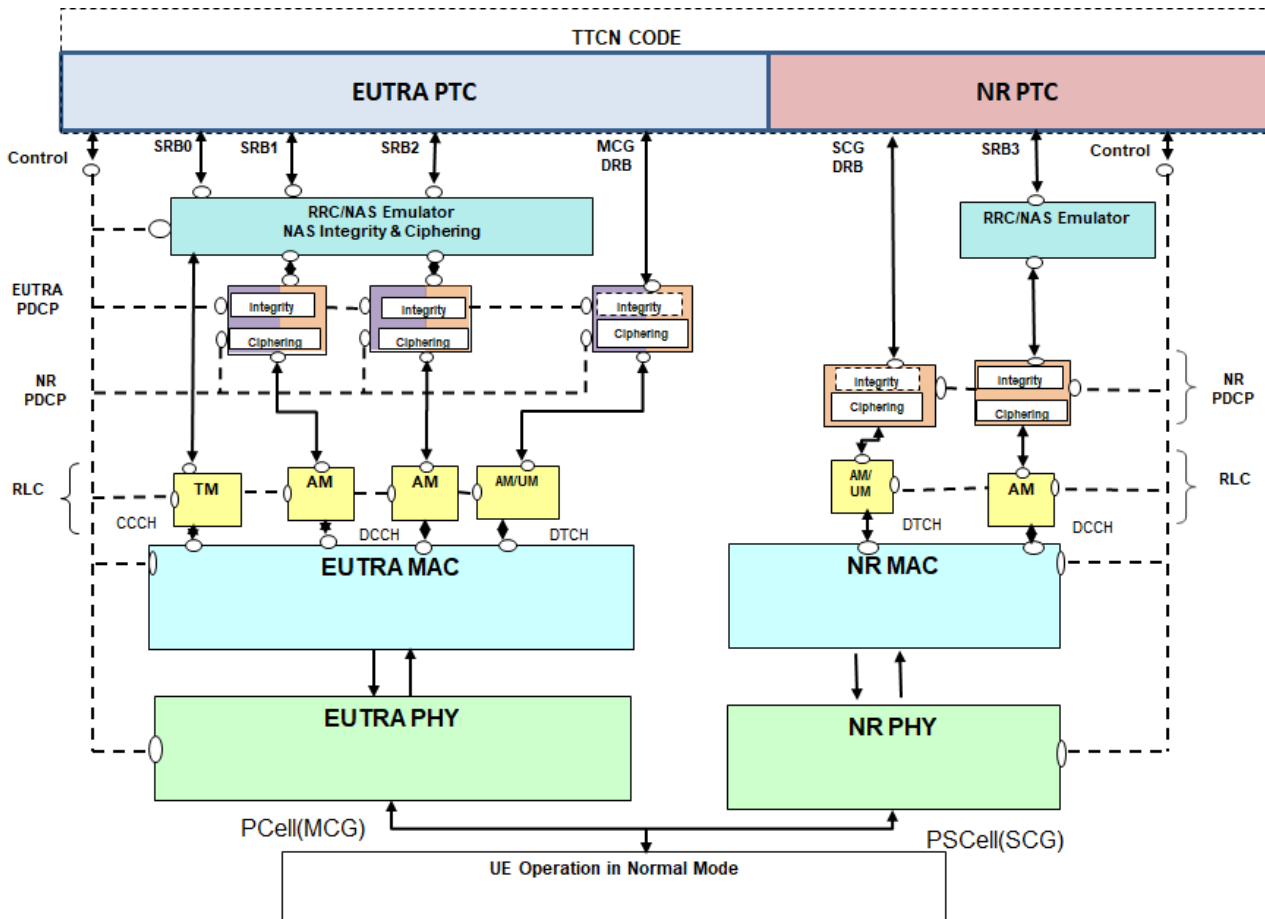 TTCN CODE
EUTRA PTC
NR PTC
Control
SRB0
SRB1
SRB2
MCG
DRB
SCG
DRB
SRB3
Control
RRC/NAS Emulator
NAS Integrity & Ciphering
RRC/NAS Emulator
EUTRA
PDCP
Integrity
Ciphering
Integrity
Ciphering
Integrity
Ciphering
NR
PDCP
Integrity
Ciphering
Integrity
Ciphering
NR
PDCP
RLC
TM
AM
AM
AM/UM
AM/
UM
AM
RLC
CCCH
DCCH
DTCH
DTCH
DCCH
EUTRA MAC
NR MAC
EUTRA PHY
NR PHY
PCell(MCG)
PSCell(SCG)
UE Operation in Normal Mode